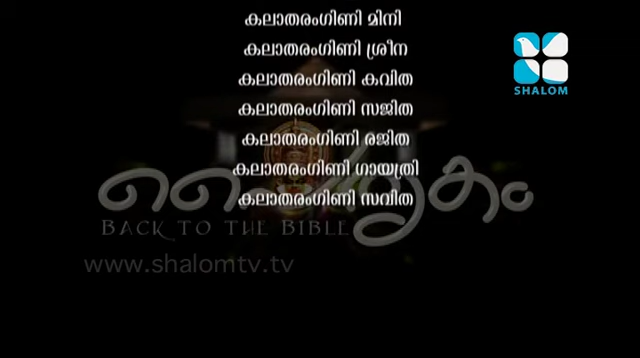 കലാതരംഗിണി മിനി
കലാതരംഗിണി ശ്രീന
കലാതരംഗിണി കവിത
കലാതരംഗിണി സജിത
കലാതരംഗിണി രജിത
കലാതരംഗിണി ഗായത്രി
കലാതരംഗിണി സവിത
SHALOM
പൈതൃകം
BACK TO THE BIBLE
www.shalomtv.tv